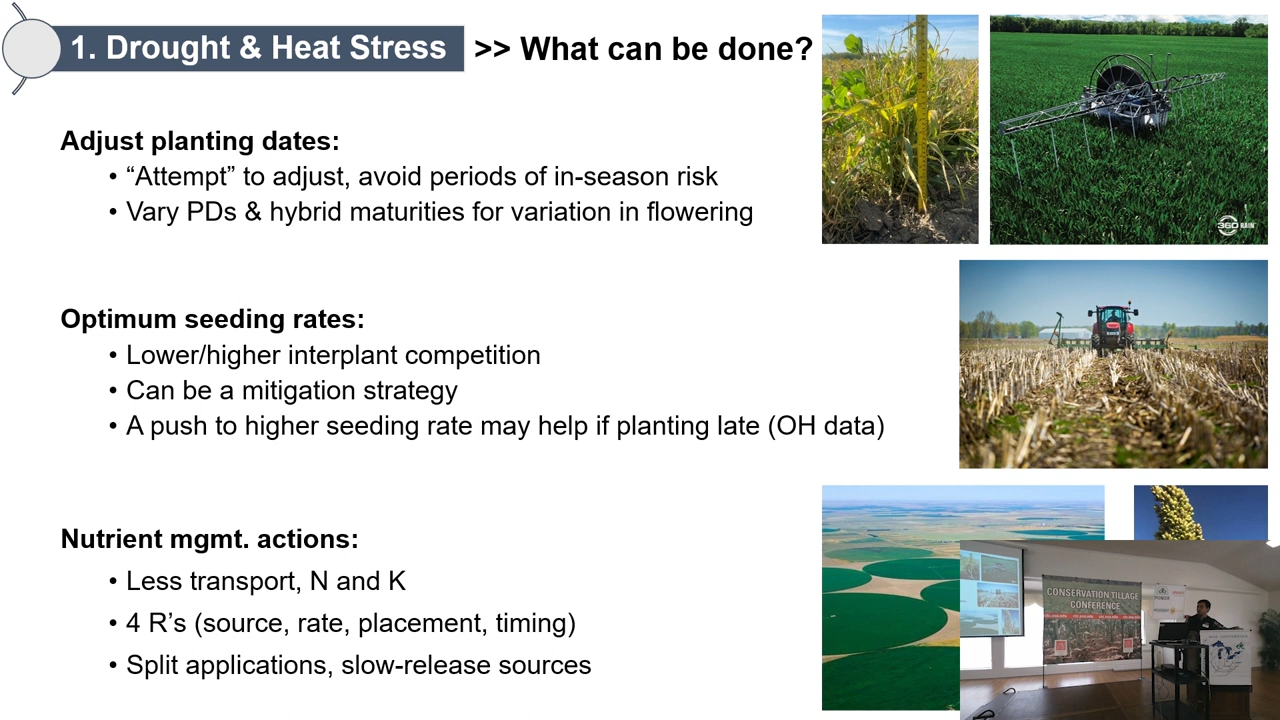 1. Drought & Heat Stress >> What can be done?
Adjust planting dates:
• “Attempt” to adjust, avoid periods of in-season risk
• Vary PDs & hybrid maturities for variation in flowering
Optimum seeding rates:
• Lower/higher interplant competition
• Can be a mitigation strategy
• A push to higher seeding rate may help if planting late (OH data)
Nutrient mgmt. actions:
• Less transport, N and K
• 4 R’s (source, rate, placement, timing)
• Split applications, slow-release sources
360 RAIN
CONSERVATION TILLAGE
CONFERENCE